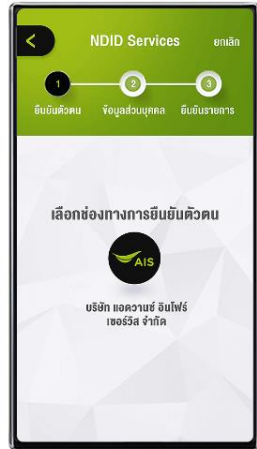 NDID Services ยกเลิก
1 2 3
ยืนยันตัวตน ข้อมูลส่วนบุคคล ยืนยันรายการ
เลือกช่องทางการยืนยันตัวตน
AIS
บริษัท แอดวานซ์ อินโฟร์
เซอร์วิส จำกัด